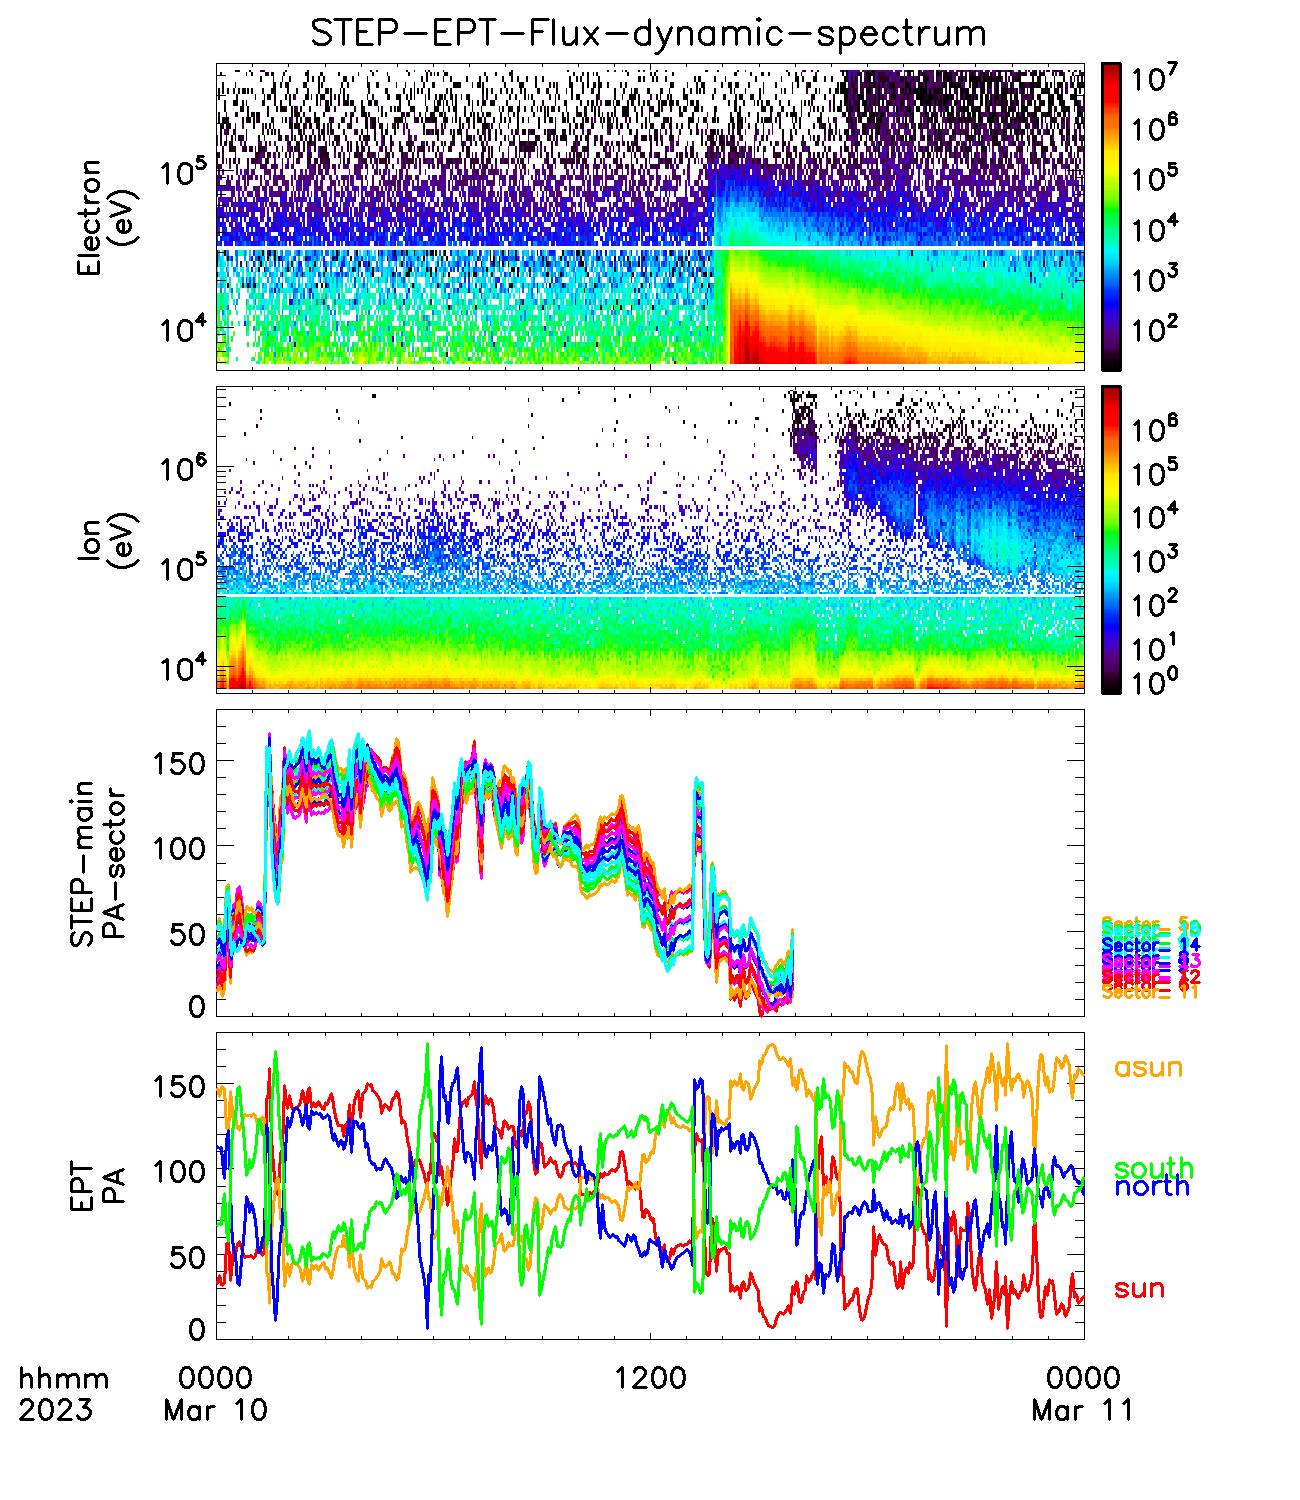 STEP-EPT-Flux-dynamic-spectrum
Electron
(eV)
10^5
10^4
10^7
10^6
10^5
10^4
10^3
10^2
Ion
(eV)
10^6
10^5
10^4
10^6
10^5
10^4
10^3
10^2
10^1
10^0
STEP-main
PA-sector
150
100
50
0
Sector= 14
EPT
PA
150
100
50
0
asun
south
north
sun
hhmm
2023
0000
Mar 10
1200
0000
Mar 11